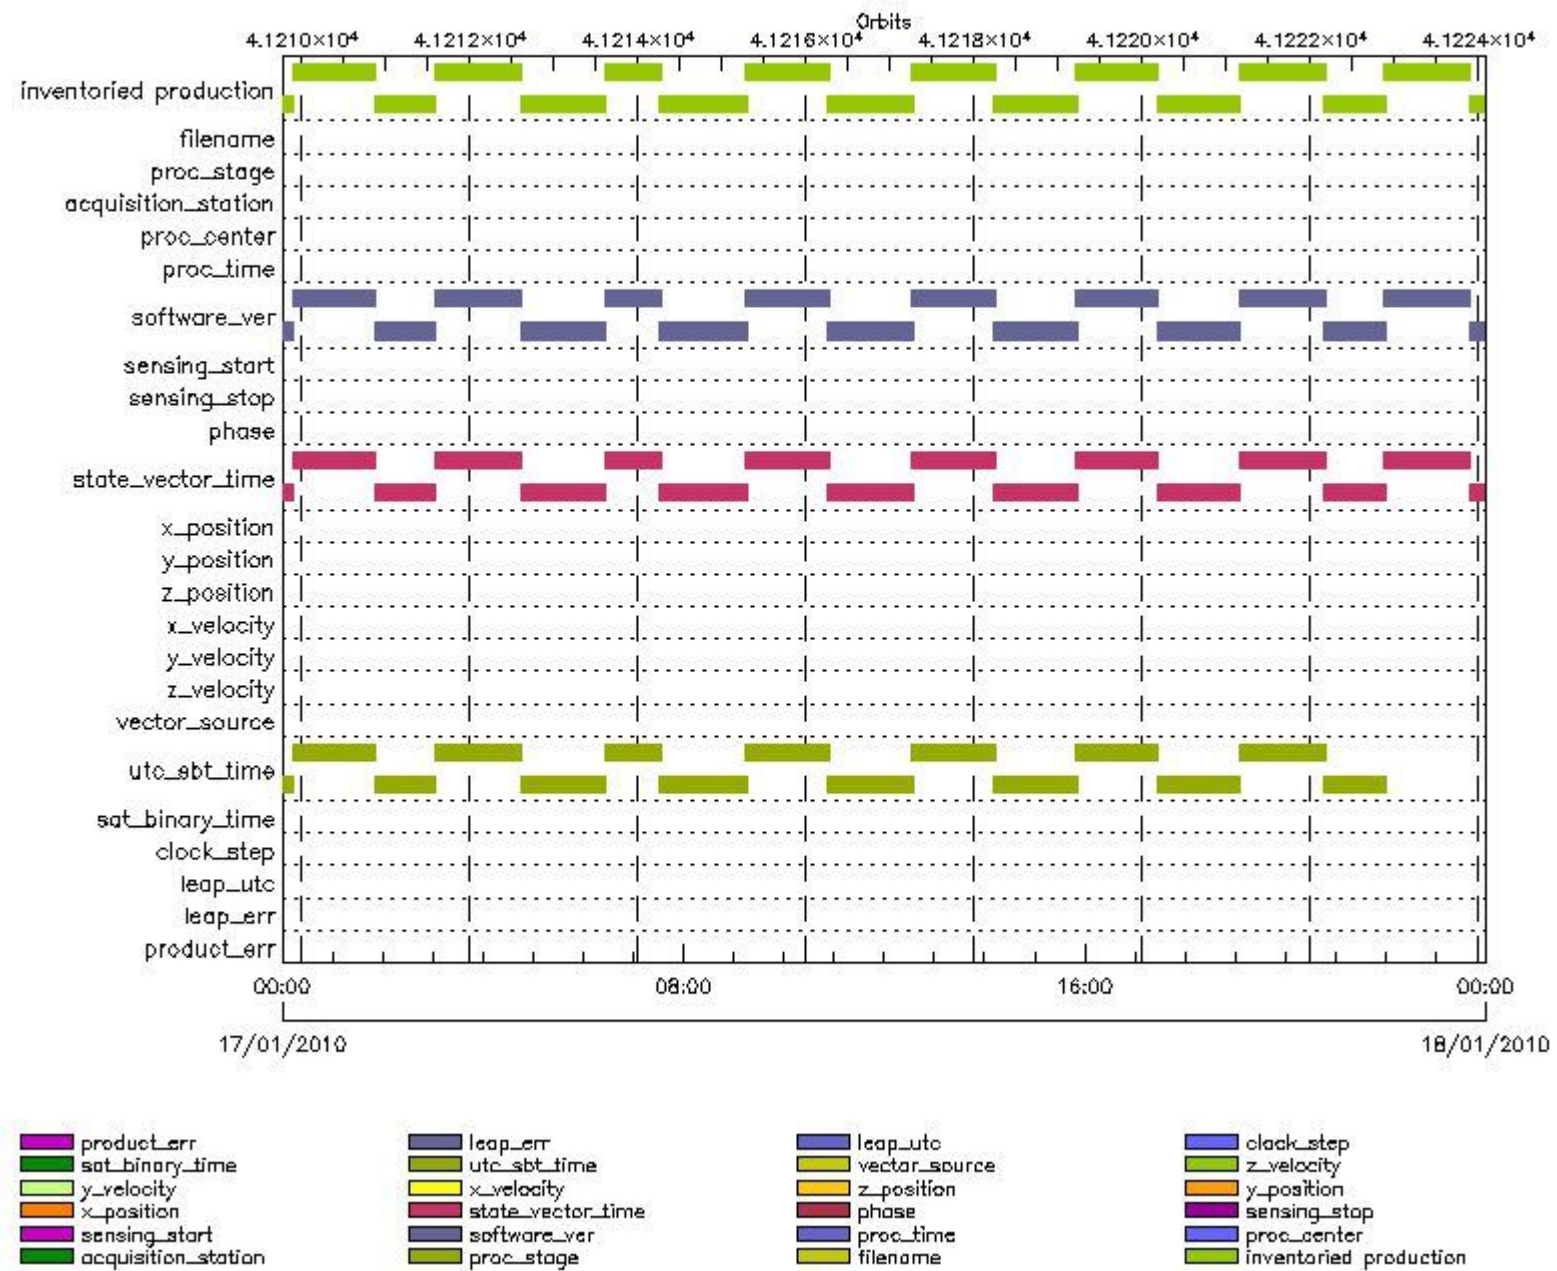 Orbits
4.1210×10⁴ 4.1212×10⁴ 4.1214×10⁴ 4.1216×10⁴ 4.1218×10⁴ 4.1220×10⁴ 4.1222×10⁴ 4.1224×10⁴
inventoried production
filename
proc_stage
acquisition_station
proc_center
proc_time
software_ver
sensing_start
sensing_stop
phase
state_vector_time
x_position
y_position
z_position
x_velocity
y_velocity
z_velocity
vector_source
utc_sbt_time
sat_binary_time
clock_step
leap_utc
leap_err
product_err
00:00 08:00 16:00 00:00
17/01/2010 18/01/2010
product_err leap_err leap_utc clock_step
sat_binary_time utc_sbt_time vector_source z_velocity
y_velocity x_velocity z_position y_position
x_position state_vector_time phase sensing_stop
sensing_start software_ver proc_time proc_center
acquisition_station proc_stage filename inventoried production